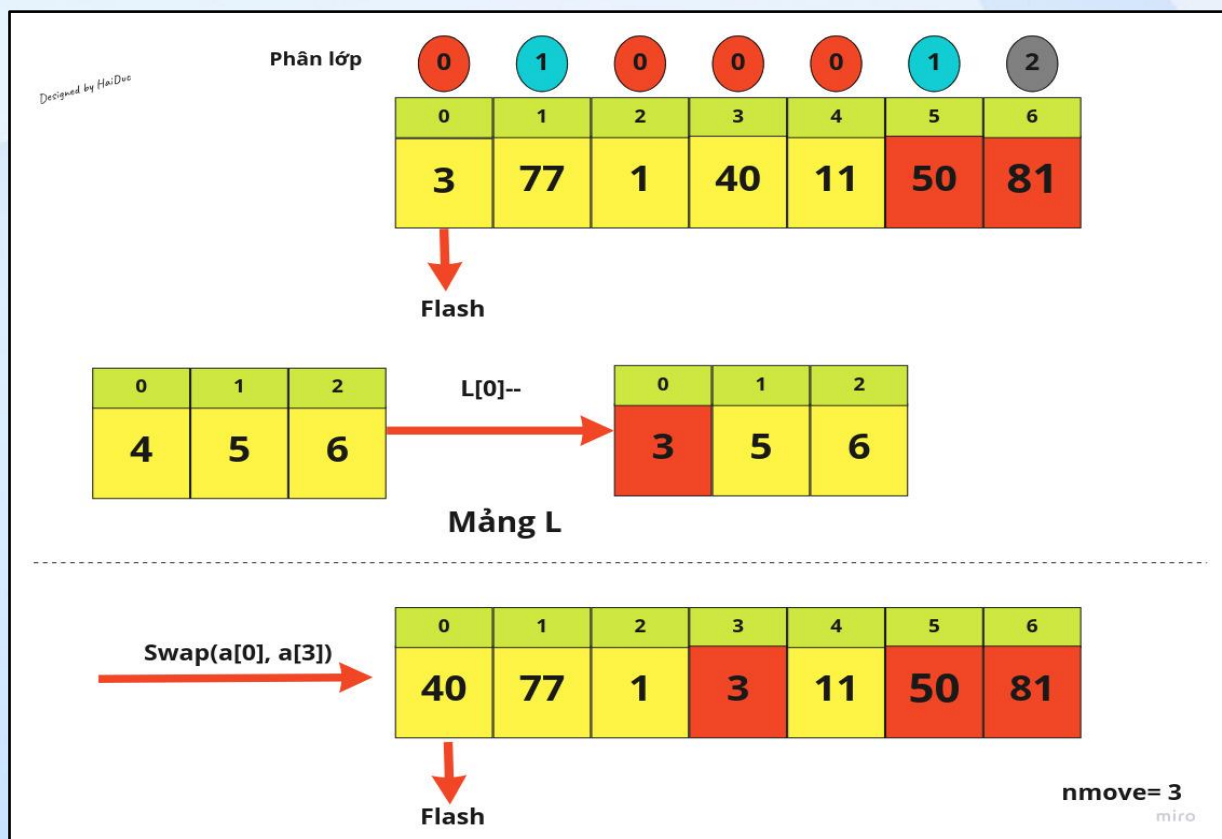 Phân lớp 0 1 0 0 0 1 2
Designed by HaiDuc
0 1 2 3 4 5 6
3 77 1 40 11 50 81
Flash
0 1 2
4 5 6
L[0]--
0 1 2
3 5 6
Mảng L
Swap(a[0], a[3])
0 1 2 3 4 5 6
40 77 1 3 11 50 81
Flash
nmove= 3
miro